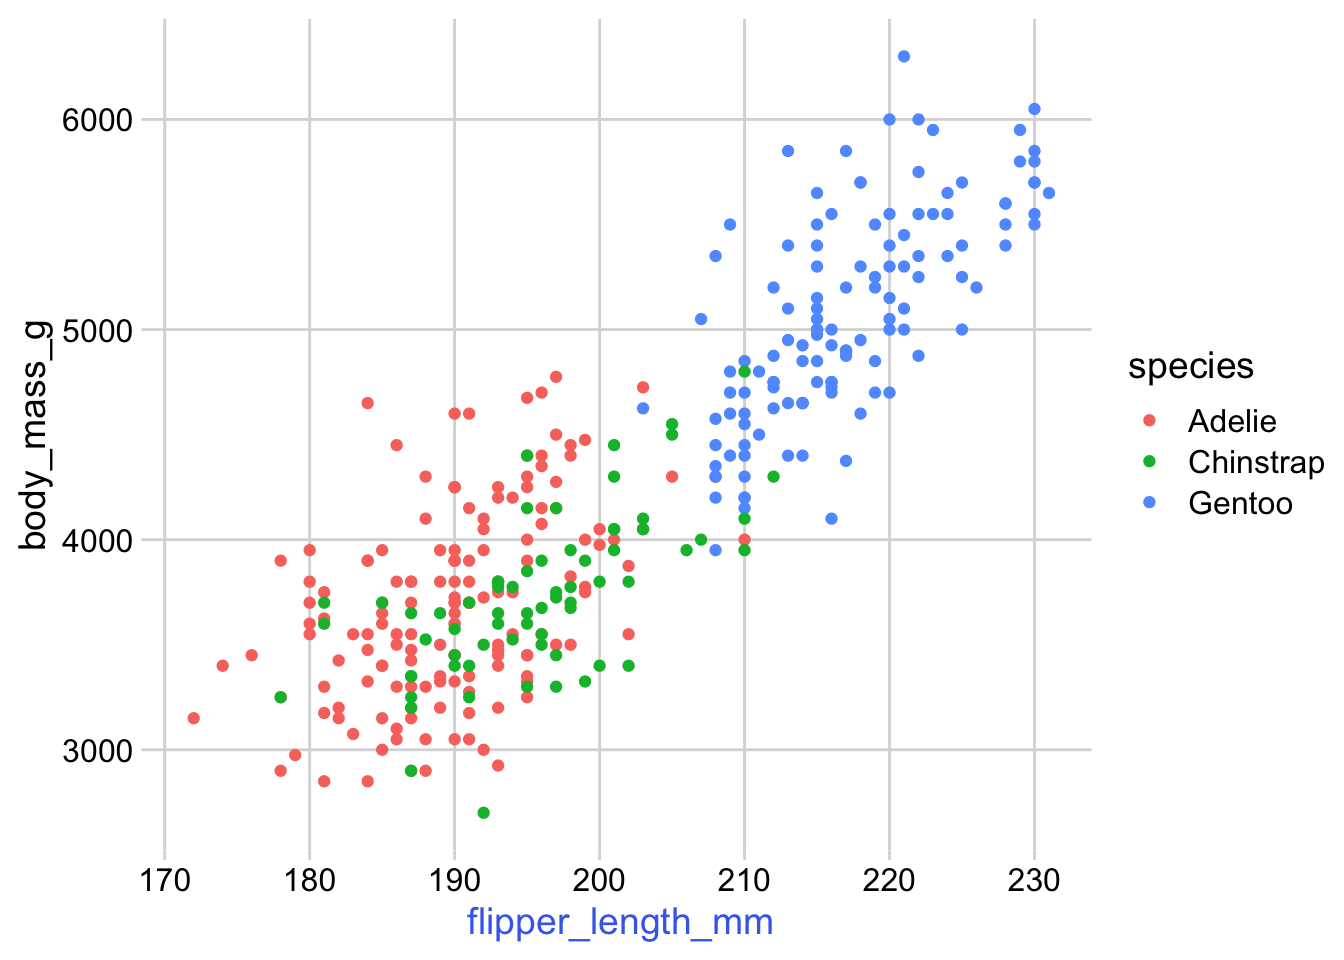 6000
5000
4000
3000
body_mass_g
170 180 190 200 210 220 230
flipper_length_mm
species
Adelie
Chinstrap
Gentoo